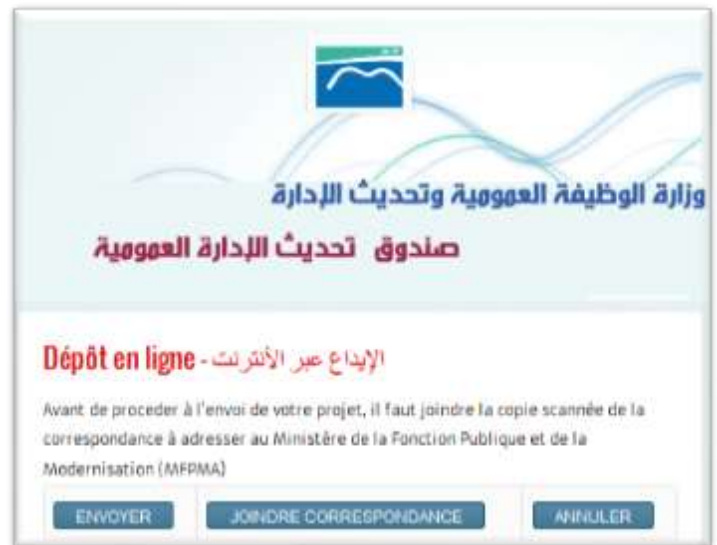 وزارة الوظيفة العمومية وتحديث الإدارة
صندوق تحديث الإدارة العمومية
Dépôt en ligne - الإيداع عبر الأنترنت
Avant de proceder à l'envoi de votre projet, il faut joindre la copie scannée de la
correspondance à adresser au Ministère de la Fonction Publique et de la
Modernisation (MFPMA)
ENVOYER JOINDRE CORRESPONDANCE ANNULER